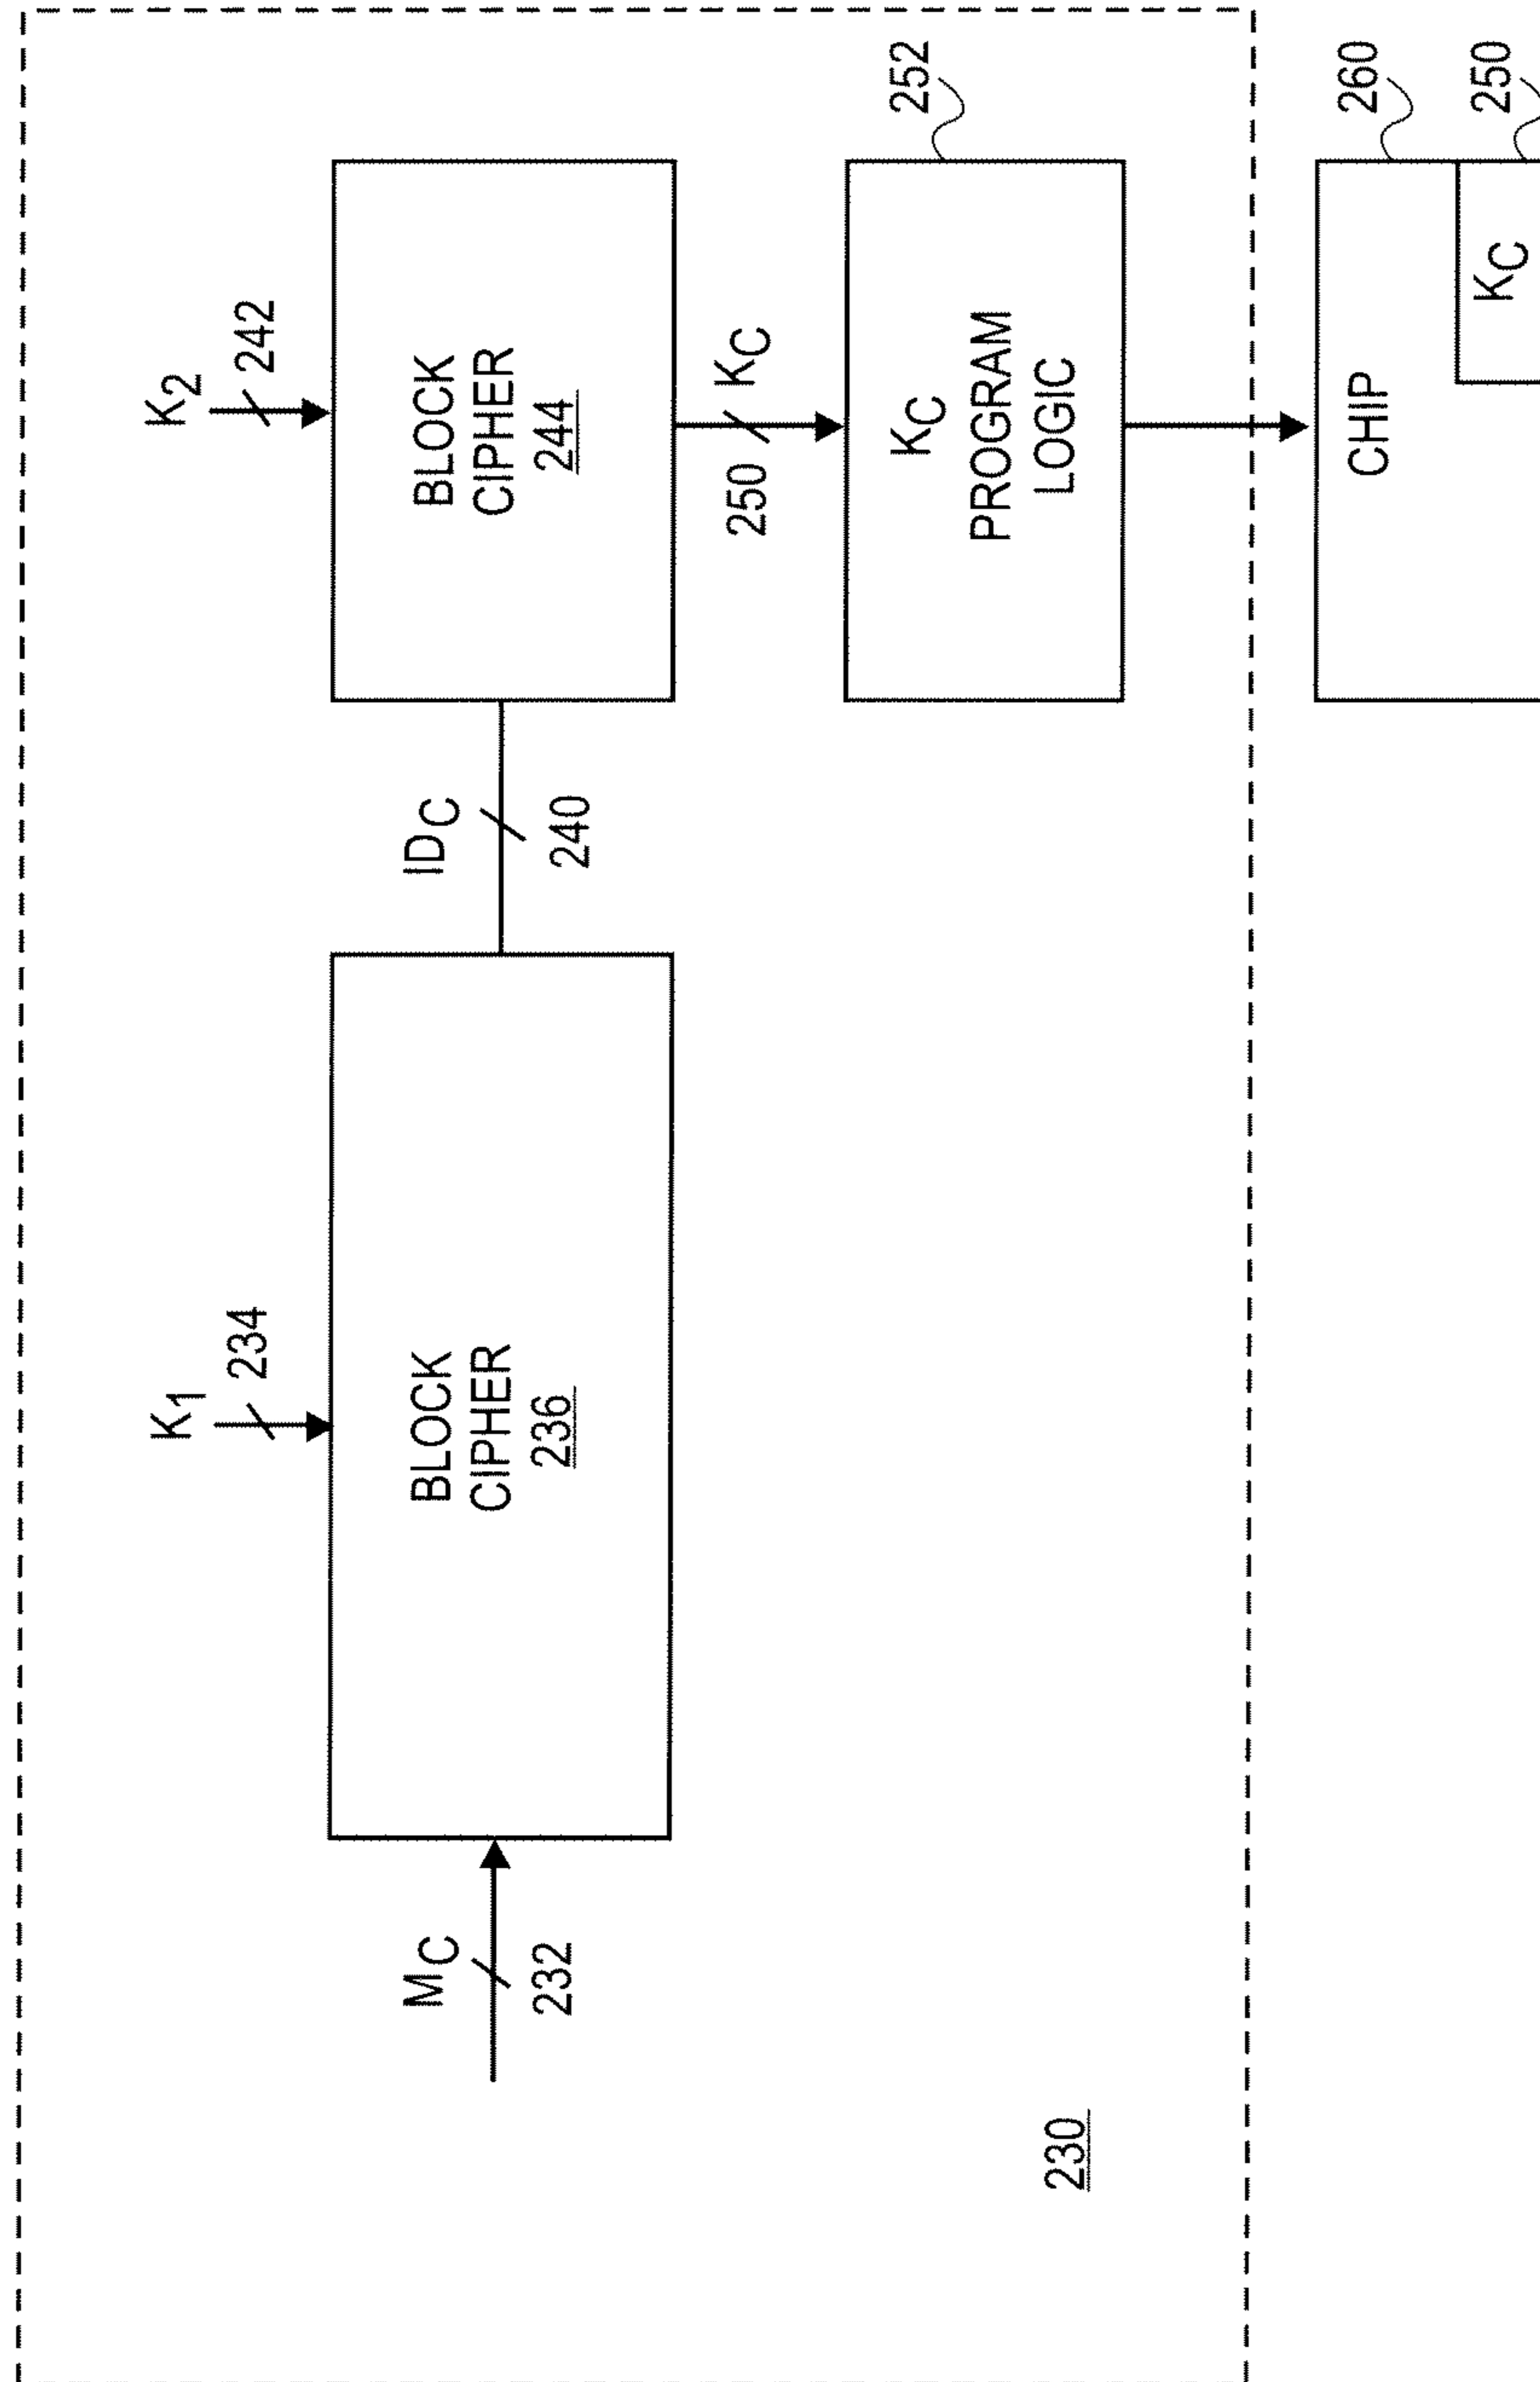 K2
242
K1
234
BLOCK
CIPHER
244
BLOCK
CIPHER
236
IDC
240
MC
232
250
KC
KC
PROGRAM
LOGIC
252
230
CHIP
260
KC
250